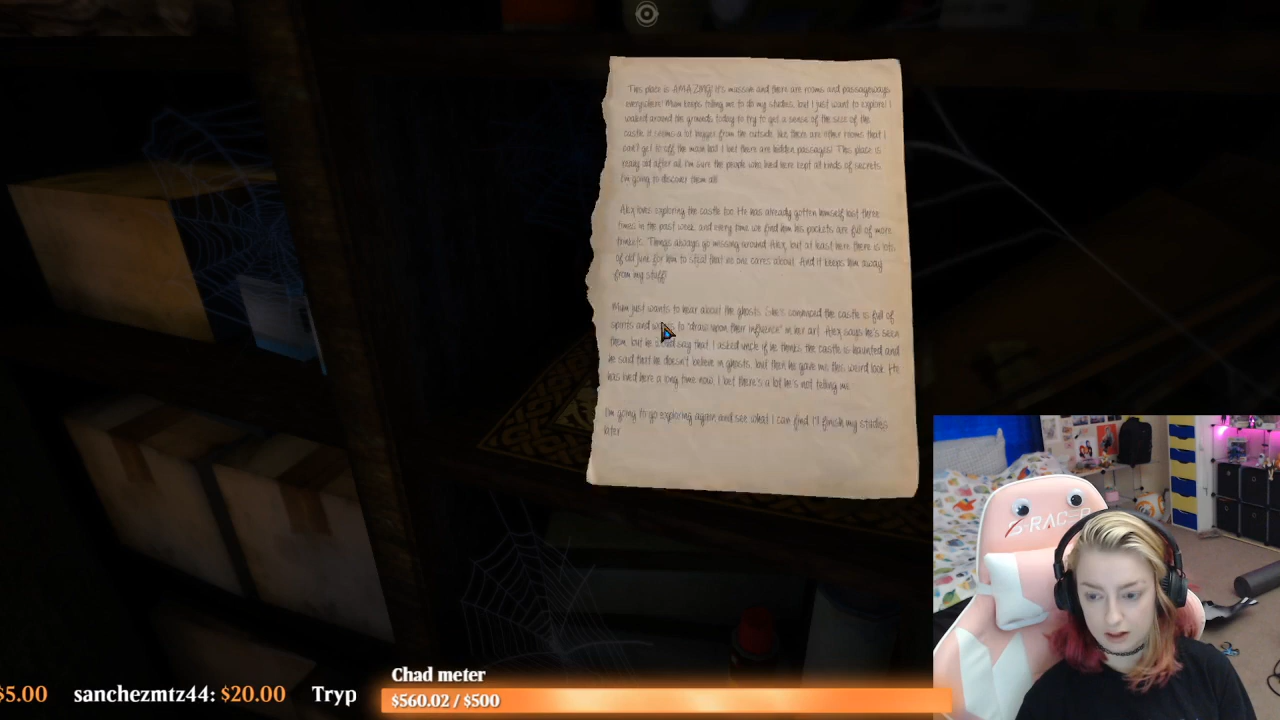 This place is AMAZING! It's massive and there are rooms and passageways
everywhere! Mum keeps telling me to do my studies, but I just want to explore! I
walked around the grounds today to try to get a sense of the size of the
castle. It seems a lot bigger from the outside, like there are other rooms that I
can't get to off the main hall. I bet there are hidden passages! This place is
really old after all. I'm sure the people who lived here kept all kinds of secrets.
I'm going to discover them all!
Alex loves exploring the castle too. He has already gotten himself lost three
times in the past week, and every time we find him his pockets are full of more
trinkets. Things always go missing around Alex, but at least here there is lots
of old junk for him to steal that no one cares about. And it keeps him away
from my stuff!
Mum just wants to hear about the ghosts. She's convinced the castle is full of
spirits and to "draw upon their influence" in her art. Alex says he's seen
them, but he say that. I asked uncle if he thinks the castle is haunted and
he said that he doesn't believe in ghosts, but then he gave me this weird look. He
has lived here a long time now, I bet there's a lot he's not telling me.
I'm going to go exploring again and see what I can find. I'll finish my studies
later
S-RACER
Chad meter
$5.00 sanchezmtz44: $20.00 Tryp
$560.02 / $500